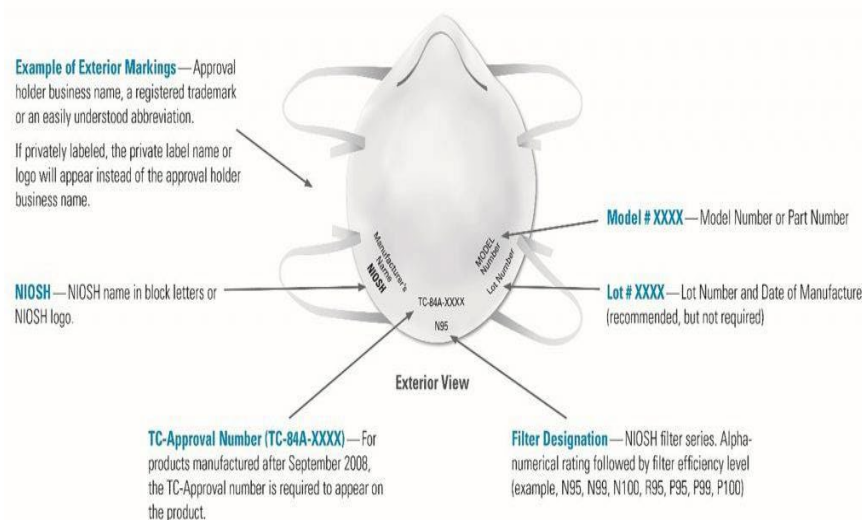 Example of Exterior Markings — Approval
holder business name, a registered trademark
or an easily understood abbreviation.
If privately labeled, the private label name or
logo will appear instead of the approval holder
business name.
Manufacturer's
Name
NIOSH
MODEL
Number
Lot Number
TC-84A-XXXX
N95
Model # XXXX — Model Number or Part Number
NIOSH — NIOSH name in block letters or
NIOSH logo.
Lot # XXXX — Lot Number and Date of Manufacture
(recommended, but not required)
Exterior View
TC-Approval Number (TC-84A-XXXX) — For
products manufactured after September 2008,
the TC-Approval number is required to appear on
the product.
Filter Designation — NIOSH filter series. Alpha-
numerical rating followed by filter efficiency level
(example, N95, N99, N100, R95, P95, P99, P100)